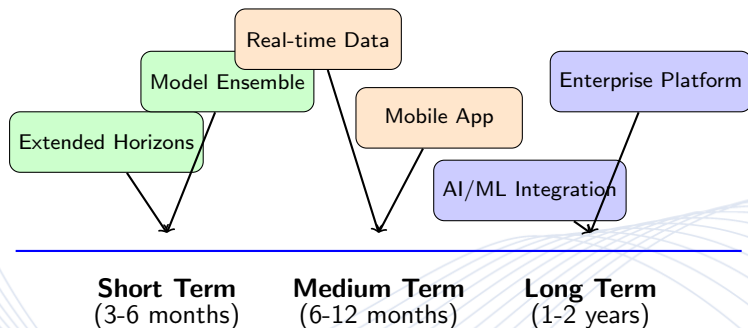 Real-time Data
Model Ensemble
Enterprise Platform
Mobile App
Extended Horizons
AI/ML Integration
Short Term
(3-6 months)
Medium Term
(6-12 months)
Long Term
(1-2 years)